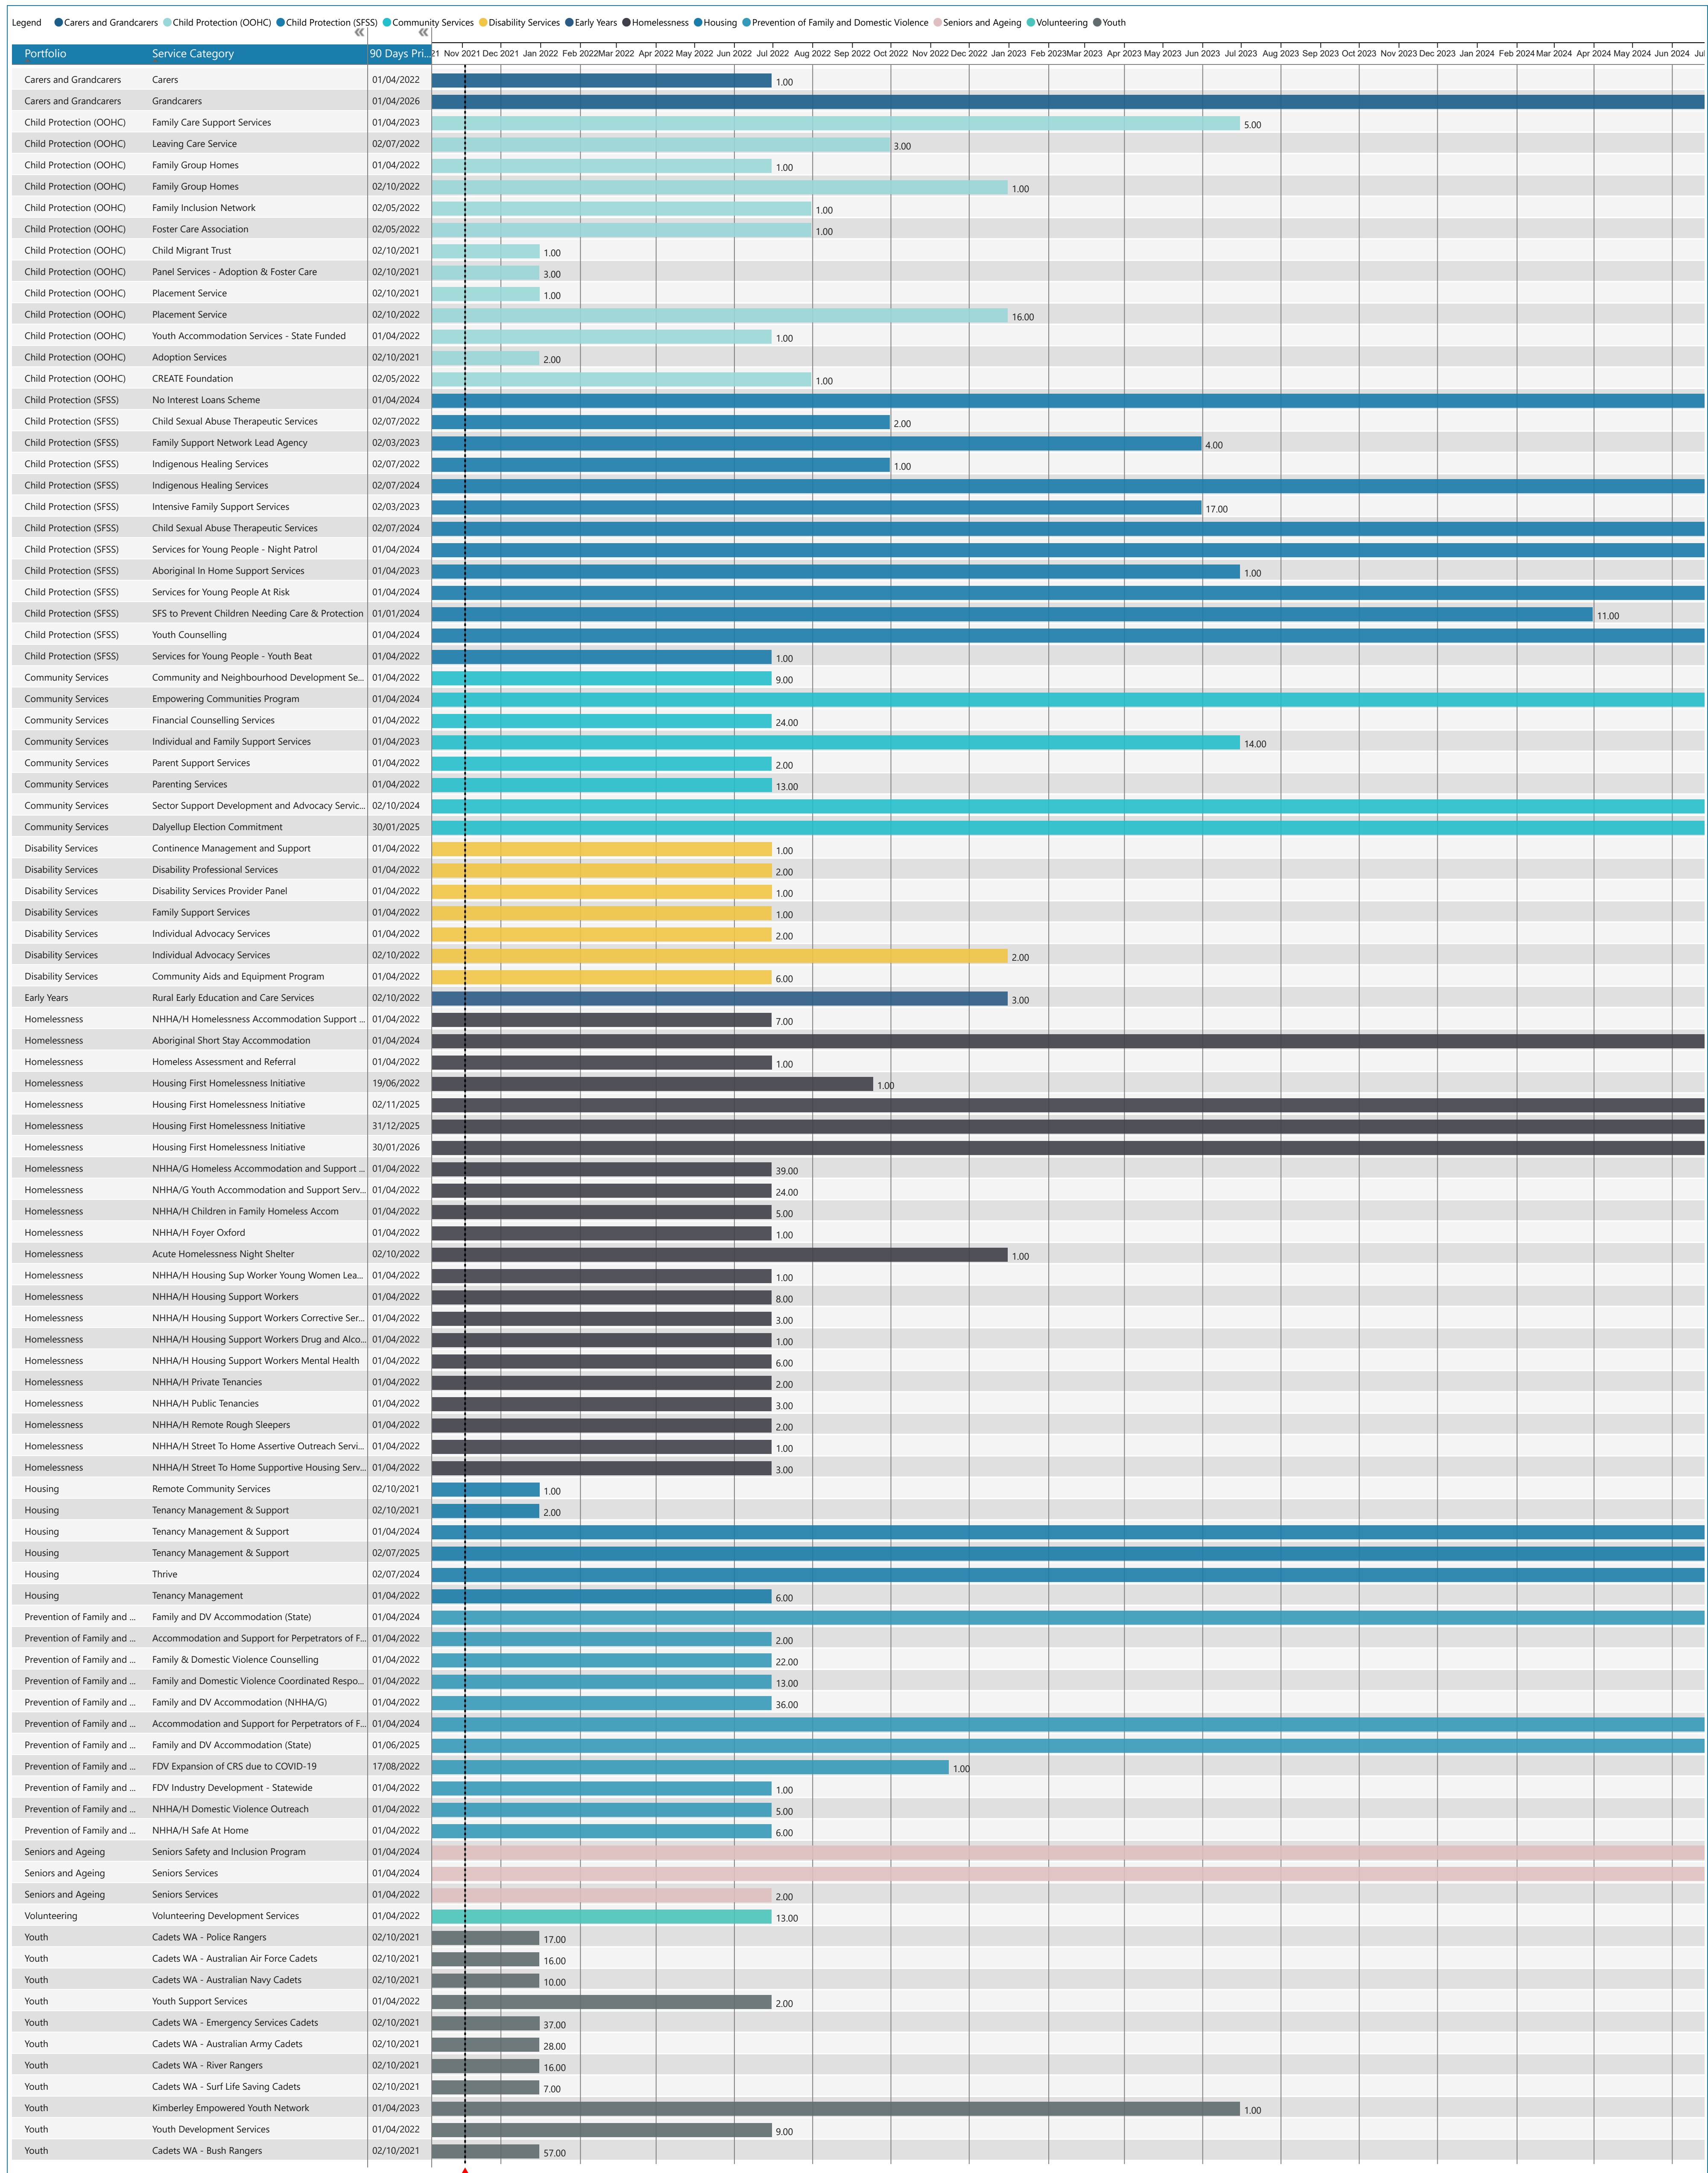 Legend Carers and Grandcarers Child Protection (OOHC) Child Protection (SFSS) Community Services Disability Services Early Years Homelessness Housing Prevention of Family and Domestic Violence Seniors and Ageing Volunteering Youth
Portfolio Service Category 90 Days Pri... 21 Nov 2021 Dec 2021 Jan 2022 Feb 2022 Mar 2022 Apr 2022 May 2022 Jun 2022 Jul 2022 Aug 2022 Sep 2022 Oct 2022 Nov 2022 Dec 2022 Jan 2023 Feb 2023 Mar 2023 Apr 2023 May 2023 Jun 2023 Jul 2023 Aug 2023 Sep 2023 Oct 2023 Nov 2023 Dec 2023 Jan 2024 Feb 2024 Mar 2024 Apr 2024 May 2024 Jun 2024 Jul
Carers and Grandcarers Carers 01/04/2022 1.00
Carers and Grandcarers Grandcarers 01/04/2026
Child Protection (OOHC) Family Care Support Services 01/04/2023 5.00
Child Protection (OOHC) Leaving Care Service 02/07/2022 3.00
Child Protection (OOHC) Family Group Homes 01/04/2022 1.00
Child Protection (OOHC) Family Group Homes 02/10/2022 1.00
Child Protection (OOHC) Family Inclusion Network 02/05/2022 1.00
Child Protection (OOHC) Foster Care Association 02/05/2022 1.00
Child Protection (OOHC) Child Migrant Trust 02/10/2021 1.00
Child Protection (OOHC) Panel Services - Adoption & Foster Care 02/10/2021 3.00
Child Protection (OOHC) Placement Service 02/10/2021 1.00
Child Protection (OOHC) Placement Service 02/10/2022 16.00
Child Protection (OOHC) Youth Accommodation Services - State Funded 01/04/2022 1.00
Child Protection (OOHC) Adoption Services 02/10/2021 2.00
Child Protection (OOHC) CREATE Foundation 02/05/2022 1.00
Child Protection (SFSS) No Interest Loans Scheme 01/04/2024
Child Protection (SFSS) Child Sexual Abuse Therapeutic Services 02/07/2022 2.00
Child Protection (SFSS) Family Support Network Lead Agency 02/03/2023 4.00
Child Protection (SFSS) Indigenous Healing Services 02/07/2022 1.00
Child Protection (SFSS) Indigenous Healing Services 02/07/2024
Child Protection (SFSS) Intensive Family Support Services 02/03/2023 17.00
Child Protection (SFSS) Child Sexual Abuse Therapeutic Services 02/07/2024
Child Protection (SFSS) Services for Young People - Night Patrol 01/04/2024
Child Protection (SFSS) Aboriginal In Home Support Services 01/04/2023 1.00
Child Protection (SFSS) Services for Young People At Risk 01/04/2024
Child Protection (SFSS) SFS to Prevent Children Needing Care & Protection 01/01/2024 11.00
Child Protection (SFSS) Youth Counselling 01/04/2024
Child Protection (SFSS) Services for Young People - Youth Beat 01/04/2022 1.00
Community Services Community and Neighbourhood Development Se... 01/04/2022 9.00
Community Services Empowering Communities Program 01/04/2024
Community Services Financial Counselling Services 01/04/2022 24.00
Community Services Individual and Family Support Services 01/04/2023 14.00
Community Services Parent Support Services 01/04/2022 2.00
Community Services Parenting Services 01/04/2022 13.00
Community Services Sector Support Development and Advocacy Servic... 02/10/2024
Community Services Dalyellup Election Commitment 30/01/2025
Disability Services Continence Management and Support 01/04/2022 1.00
Disability Services Disability Professional Services 01/04/2022 2.00
Disability Services Disability Services Provider Panel 01/04/2022 1.00
Disability Services Family Support Services 01/04/2022 1.00
Disability Services Individual Advocacy Services 01/04/2022 2.00
Disability Services Individual Advocacy Services 02/10/2022 2.00
Disability Services Community Aids and Equipment Program 01/04/2022 6.00
Early Years Rural Early Education and Care Services 02/10/2022 3.00
Homelessness NHHA/H Homelessness Accommodation Support ... 01/04/2022 7.00
Homelessness Aboriginal Short Stay Accommodation 01/04/2024
Homelessness Homeless Assessment and Referral 01/04/2022 1.00
Homelessness Housing First Homelessness Initiative 19/06/2022 1.00
Homelessness Housing First Homelessness Initiative 02/11/2025
Homelessness Housing First Homelessness Initiative 31/12/2025
Homelessness Housing First Homelessness Initiative 30/01/2026
Homelessness NHHA/G Homeless Accommodation and Support ... 01/04/2022 39.00
Homelessness NHHA/G Youth Accommodation and Support Serv... 01/04/2022 24.00
Homelessness NHHA/H Children in Family Homeless Accom 01/04/2022 5.00
Homelessness NHHA/H Foyer Oxford 01/04/2022 1.00
Homelessness Acute Homelessness Night Shelter 02/10/2022 1.00
Homelessness NHHA/H Housing Sup Worker Young Women Lea... 01/04/2022 1.00
Homelessness NHHA/H Housing Support Workers 01/04/2022 8.00
Homelessness NHHA/H Housing Support Workers Corrective Ser... 01/04/2022 3.00
Homelessness NHHA/H Housing Support Workers Drug and Alco... 01/04/2022 1.00
Homelessness NHHA/H Housing Support Workers Mental Health 01/04/2022 6.00
Homelessness NHHA/H Private Tenancies 01/04/2022 2.00
Homelessness NHHA/H Public Tenancies 01/04/2022 3.00
Homelessness NHHA/H Remote Rough Sleepers 01/04/2022 2.00
Homelessness NHHA/H Street To Home Assertive Outreach Servi... 01/04/2022 1.00
Homelessness NHHA/H Street To Home Supportive Housing Serv... 01/04/2022 3.00
Housing Remote Community Services 02/10/2021 1.00
Housing Tenancy Management & Support 02/10/2021 2.00
Housing Tenancy Management & Support 01/04/2024
Housing Tenancy Management & Support 02/07/2025
Housing Thrive 02/07/2024
Housing Tenancy Management 01/04/2022 6.00
Prevention of Family and ... Family and DV Accommodation (State) 01/04/2024
Prevention of Family and ... Accommodation and Support for Perpetrators of F... 01/04/2022 2.00
Prevention of Family and ... Family & Domestic Violence Counselling 01/04/2022 22.00
Prevention of Family and ... Family and Domestic Violence Coordinated Respo... 01/04/2022 13.00
Prevention of Family and ... Family and DV Accommodation (NHHA/G) 01/04/2022 36.00
Prevention of Family and ... Accommodation and Support for Perpetrators of F... 01/04/2024
Prevention of Family and ... Family and DV Accommodation (State) 01/06/2025
Prevention of Family and ... FDV Expansion of CRS due to COVID-19 17/08/2022 1.00
Prevention of Family and ... FDV Industry Development - Statewide 01/04/2022 1.00
Prevention of Family and ... NHHA/H Domestic Violence Outreach 01/04/2022 5.00
Prevention of Family and ... NHHA/H Safe At Home 01/04/2022 6.00
Seniors and Ageing Seniors Safety and Inclusion Program 01/04/2024
Seniors and Ageing Seniors Services 01/04/2024
Seniors and Ageing Seniors Services 01/04/2022 2.00
Volunteering Volunteering Development Services 01/04/2022 13.00
Youth Cadets WA - Police Rangers 02/10/2021 17.00
Youth Cadets WA - Australian Air Force Cadets 02/10/2021 16.00
Youth Cadets WA - Australian Navy Cadets 02/10/2021 10.00
Youth Youth Support Services 01/04/2022 2.00
Youth Cadets WA - Emergency Services Cadets 02/10/2021 37.00
Youth Cadets WA - Australian Army Cadets 02/10/2021 28.00
Youth Cadets WA - River Rangers 02/10/2021 16.00
Youth Cadets WA - Surf Life Saving Cadets 02/10/2021 7.00
Youth Kimberley Empowered Youth Network 01/04/2023 1.00
Youth Youth Development Services 01/04/2022 9.00
Youth Cadets WA - Bush Rangers 02/10/2021 57.00